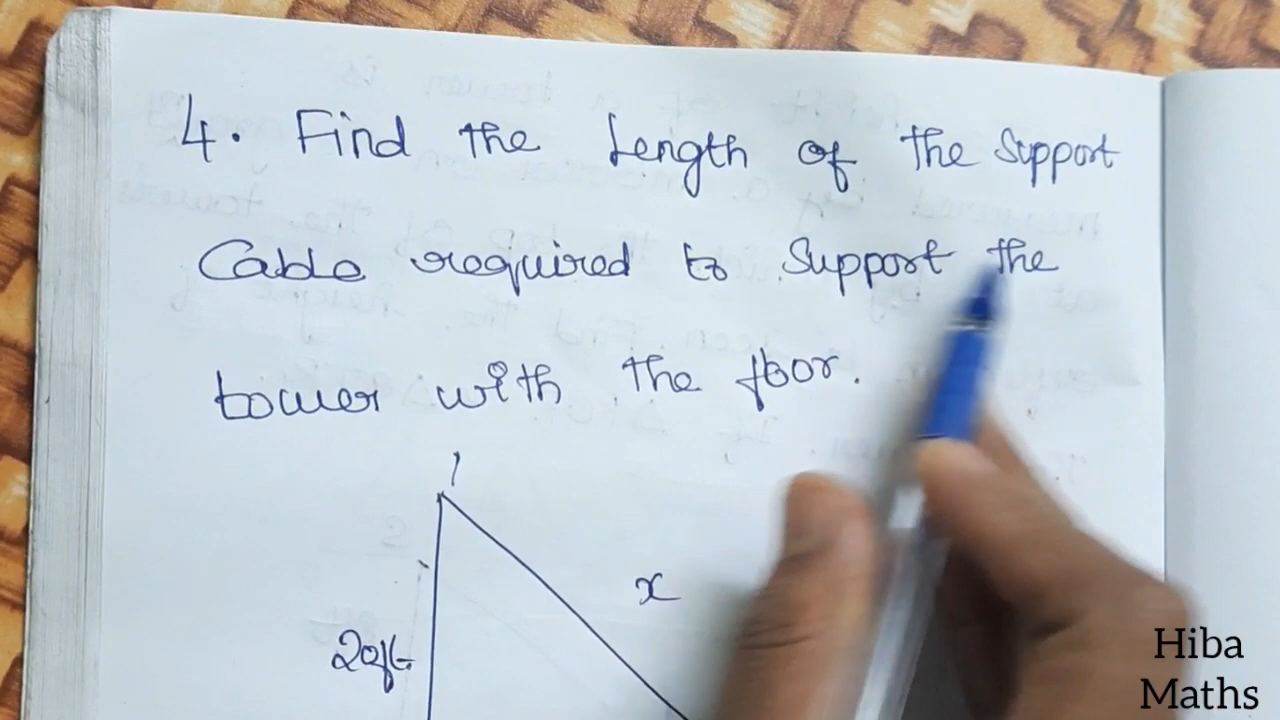 4. Find the Length of the Support
Cable required to Support the
tower with the floor.
x
20ft
Hiba
Maths